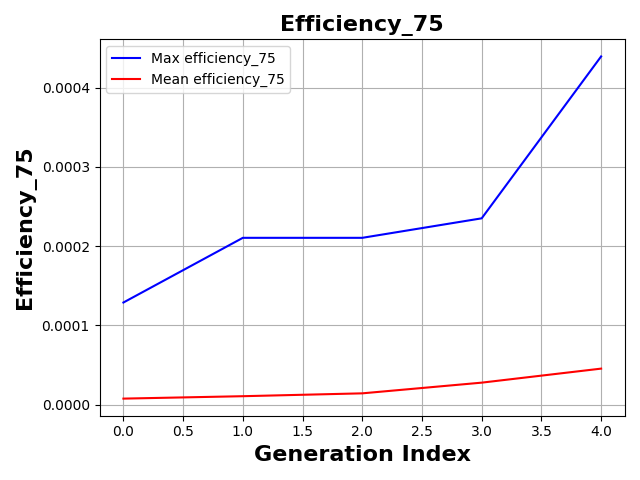 Efficiency_75
Max efficiency_75
Mean efficiency_75
0.0004
0.0003
0.0002
0.0001
0.0000
Efficiency_75
0.0 0.5 1.0 1.5 2.0 2.5 3.0 3.5 4.0
Generation Index